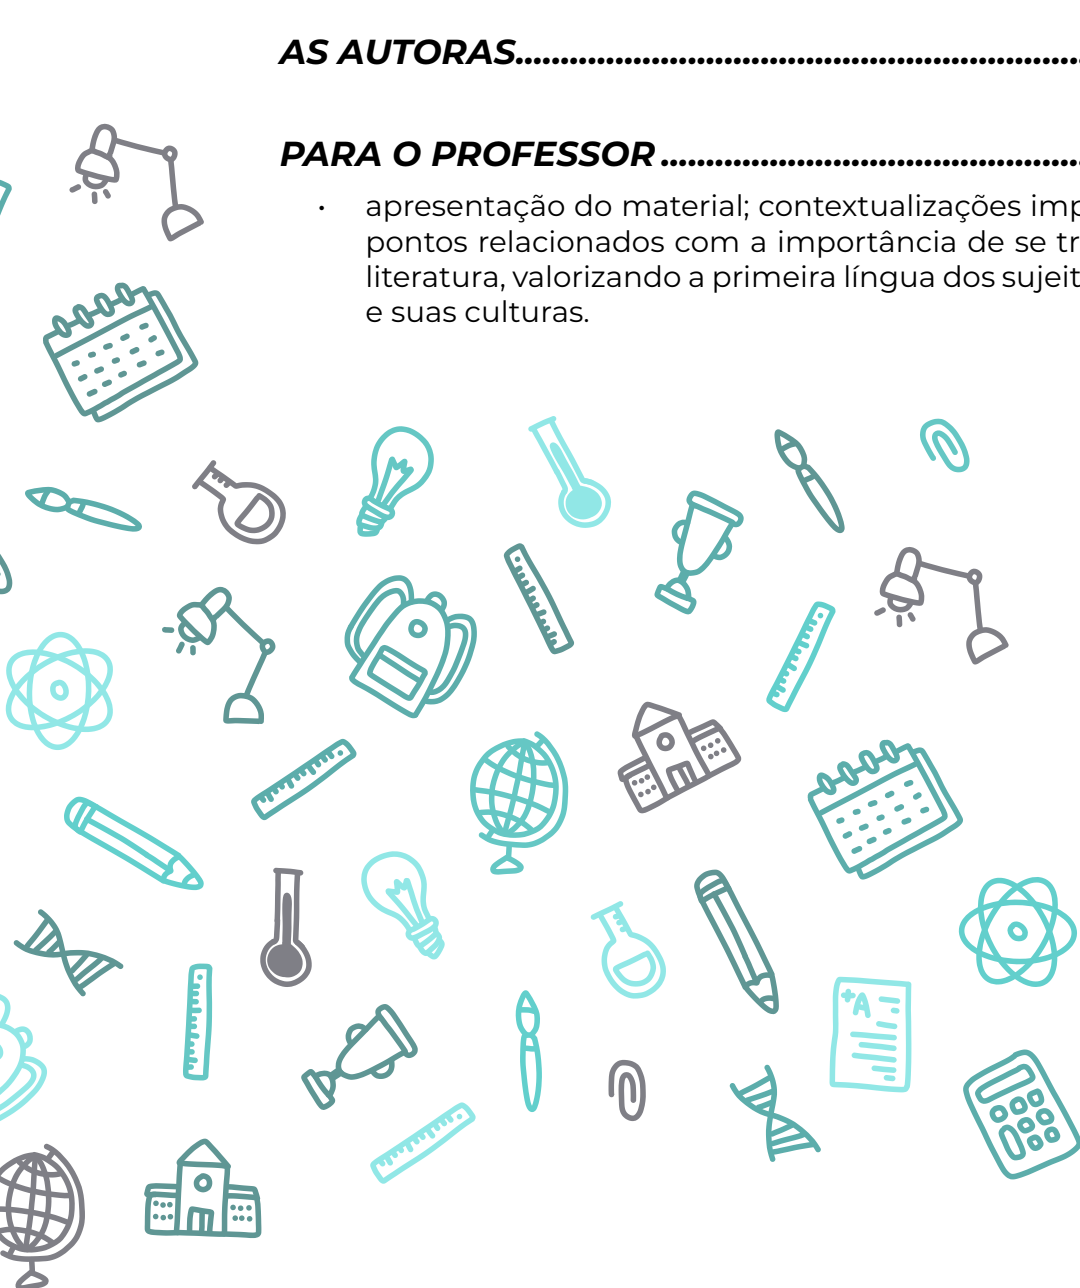 AS AUTORAS..............................................................
PARA O PROFESSOR ..............................................
• apresentação do material; contextualizações
pontos relacionados com a importância de se
literatura, valorizando a primeira língua dos
e suas culturas.
+A